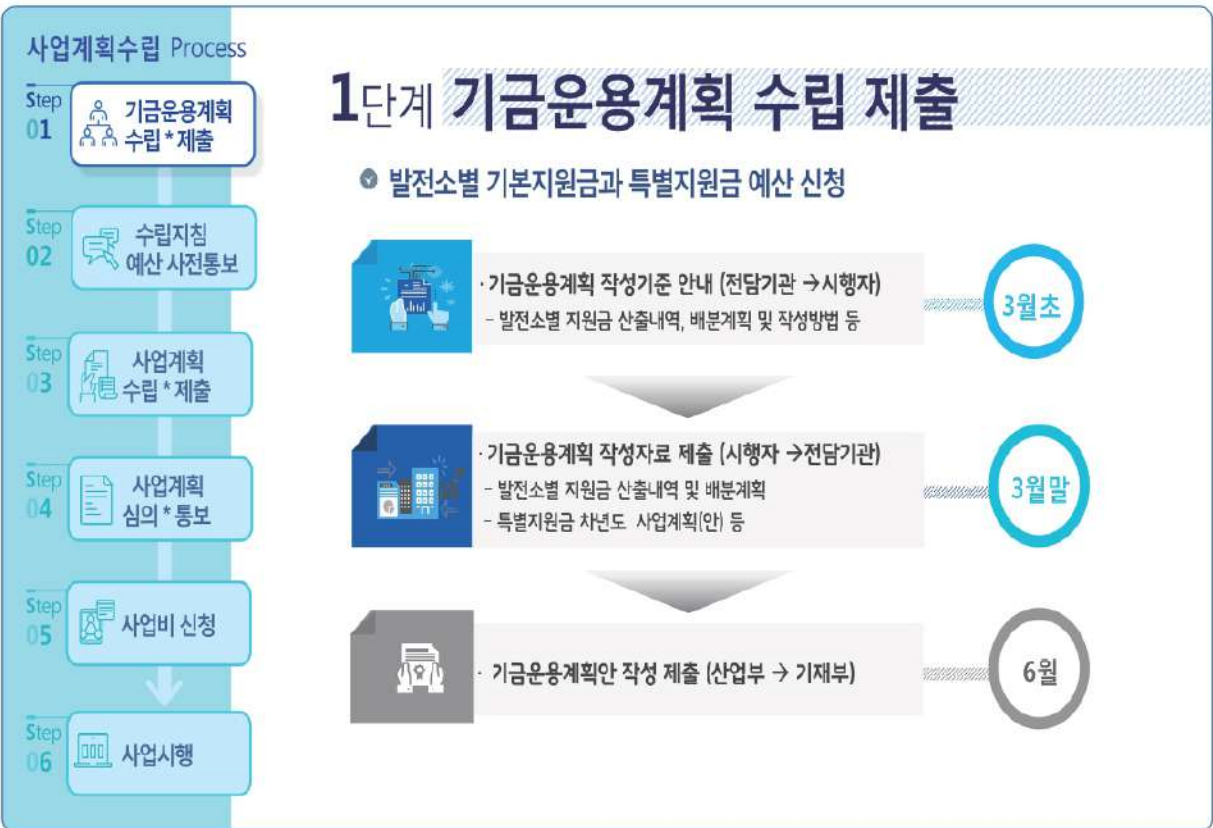 사업계획수립 Process
Step 01
기금운용계획
수립 * 제출
Step 02
수립지침
예산 사전통보
Step 03
사업계획
수립 * 제출
Step 04
사업계획
심의 * 통보
Step 05
사업비 신청
Step 06
사업시행
1단계 기금운용계획 수립 제출
발전소별 기본지원금과 특별지원금 예산 신청
· 기금운용계획 작성기준 안내 (전담기관 →시행자)
- 발전소별 지원금 산출내역, 배분계획 및 작성방법 등
3월초
· 기금운용계획 작성자료 제출 (시행자 →전담기관)
- 발전소별 지원금 산출내역 및 배분계획
- 특별지원금 차년도 사업계획(안) 등
3월말
· 기금운용계획안 작성 제출 (산업부 → 기재부)
6월